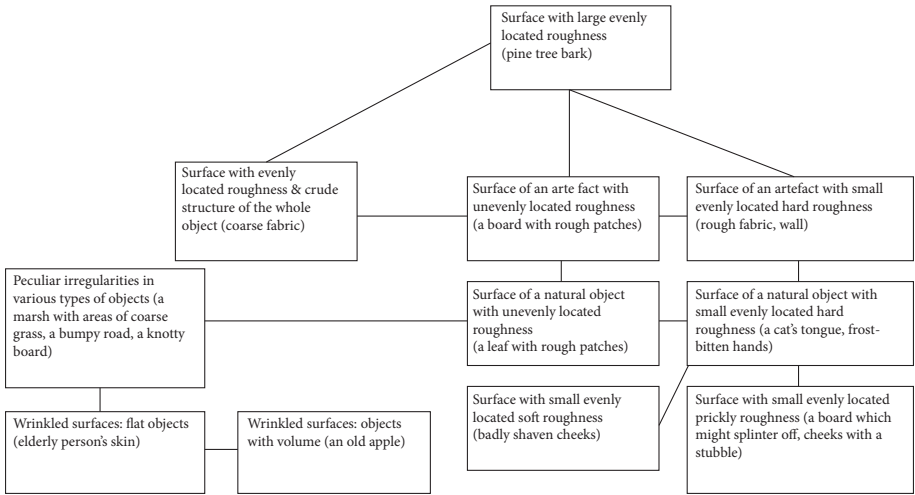 Surface with large evenly
located roughness
(pine tree bark)
Surface with evenly
located roughness & crude
structure of the whole
object (coarse fabric)
Surface of an arte fact with
unevenly located roughness
(a board with rough patches)
Surface of an artefact with small
evenly located hard roughness
(rough fabric, wall)
Peculiar irregularities in
various types of objects (a
marsh with areas of coarse
grass, a bumpy road, a knotty
board)
Surface of a natural object
with unevenly located
roughness
(a leaf with rough patches)
Surface of a natural object with
small evenly located hard
roughness (a cat's tongue, frost-
bitten hands)
Wrinkled surfaces: flat objects
(elderly person's skin)
Wrinkled surfaces: objects
with volume (an old apple)
Surface with small evenly
located soft roughness
(badly shaven cheeks)
Surface with small evenly located
prickly roughness (a board which
might splinter off, cheeks with a
stubble)